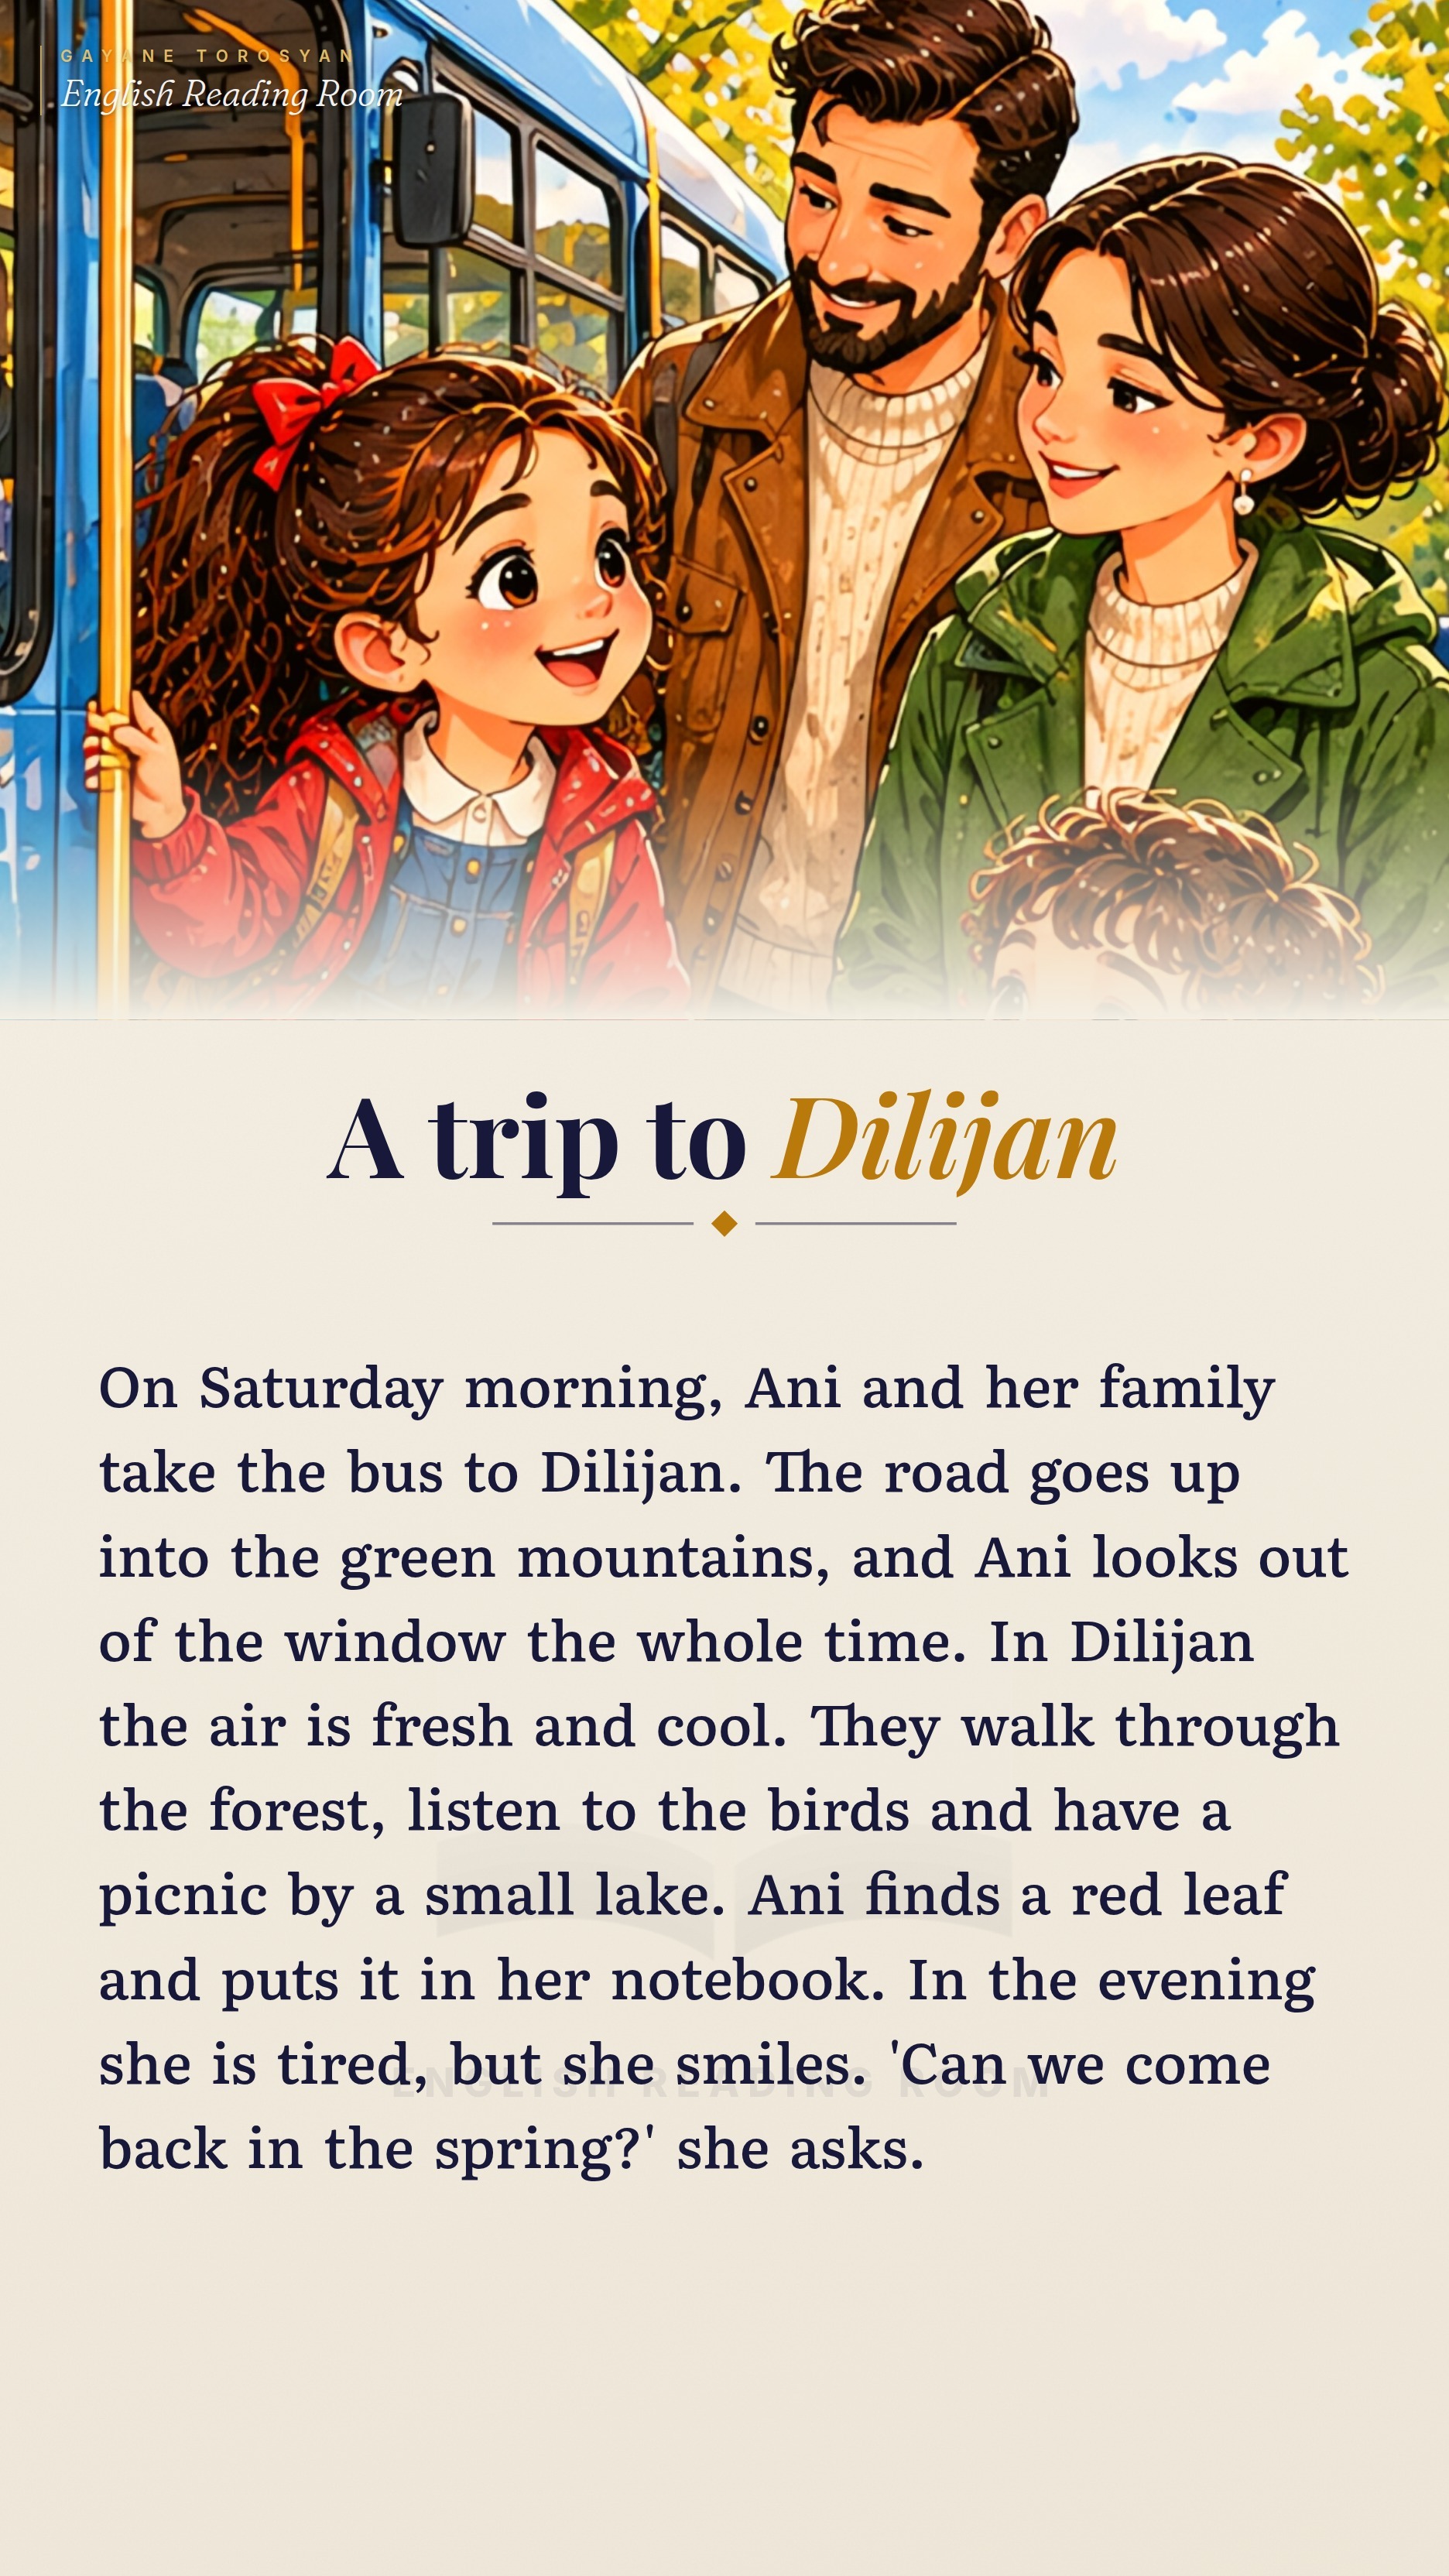 GAYANE TOROSYAN
English Reading Room
A trip to Dilijan
On Saturday morning, Ani and her family
take the bus to Dilijan. The road goes up
into the green mountains, and Ani looks out
of the window the whole time. In Dilijan
the air is fresh and cool. They walk through
the forest, listen to the birds and have a
picnic by a small lake. Ani finds a red leaf
and puts it in her notebook. In the evening
she is tired, but she smiles. 'Can we come
back in the spring?' she asks.
ENGLISH READING ROOM